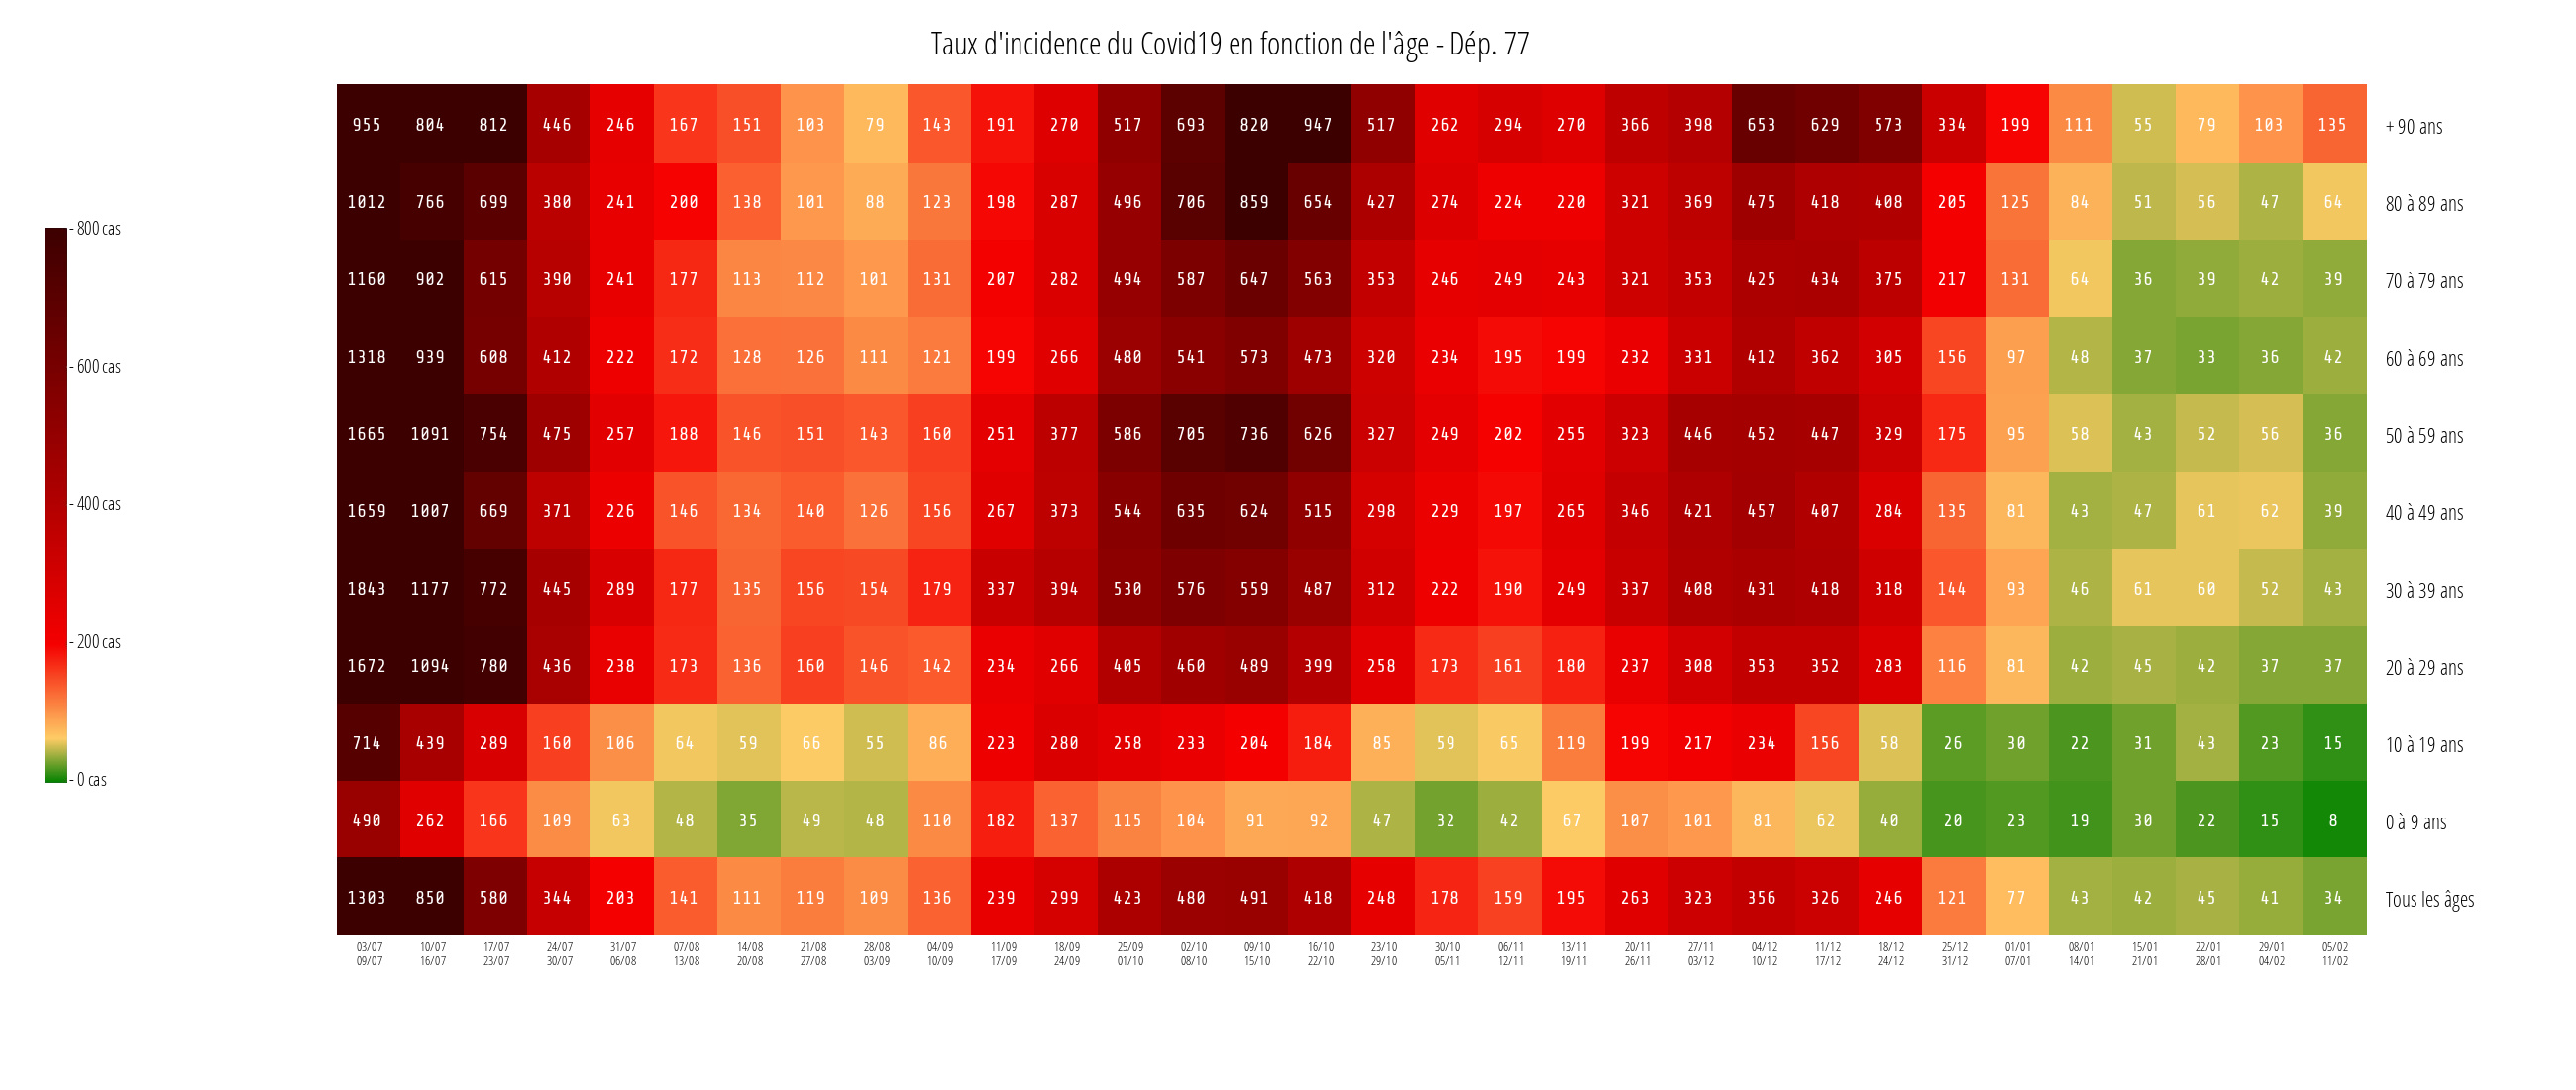 Taux d'incidence du Covid19 en fonction de l'âge - Dép. 77
- 800 cas
- 600 cas
- 400 cas
- 200 cas
- 0 cas
955 804 812 446 246 167 151 103 79 143 191 270 517 693 820 947 517 262 294 270 366 398 653 629 573 334 199 111 55 79 103 135 + 90 ans
1012 766 699 380 241 200 138 101 88 123 198 287 496 706 859 654 427 274 224 220 321 369 475 418 408 205 125 84 51 56 47 64 80 à 89 ans
1160 902 615 390 241 177 113 112 101 131 207 282 494 587 647 563 353 246 249 243 321 353 425 434 375 217 131 64 36 39 42 39 70 à 79 ans
1318 939 608 412 222 172 128 126 111 121 199 266 480 541 573 473 320 234 195 199 232 331 412 362 305 156 97 48 37 33 36 42 60 à 69 ans
1665 1091 754 475 257 188 146 151 143 160 251 377 586 705 736 626 327 249 202 255 323 446 452 447 329 175 95 58 43 52 56 36 50 à 59 ans
1659 1007 669 371 226 146 134 140 126 156 267 373 544 635 624 515 298 229 197 265 346 421 457 407 284 135 81 43 47 61 62 39 40 à 49 ans
1843 1177 772 445 289 177 135 156 154 179 337 394 530 576 559 487 312 222 190 249 337 408 431 418 318 144 93 46 61 60 52 43 30 à 39 ans
1672 1094 780 436 238 173 136 160 146 142 234 266 405 460 489 399 258 173 161 180 237 308 353 352 283 116 81 42 45 42 37 37 20 à 29 ans
714 439 289 160 106 64 59 66 55 86 223 280 258 233 204 184 85 59 65 119 199 217 234 156 58 26 30 22 31 43 23 15 10 à 19 ans
490 262 166 109 63 48 35 49 48 110 182 137 115 104 91 92 47 32 42 67 107 101 81 62 40 20 23 19 30 22 15 8 0 à 9 ans
1303 850 580 344 203 141 111 119 109 136 239 299 423 480 491 418 248 178 159 195 263 323 356 326 246 121 77 43 42 45 41 34 Tous les âges
03/07 10/07 17/07 24/07 31/07 07/08 14/08 21/08 28/08 04/09 11/09 18/09 25/09 02/10 09/10 16/10 23/10 30/10 06/11 13/11 20/11 27/11 04/12 11/12 18/12 25/12 01/01 08/01 15/01 22/01 29/01 05/02
09/07 16/07 23/07 30/07 06/08 13/08 20/08 27/08 03/09 10/09 17/09 24/09 01/10 08/10 15/10 22/10 29/10 05/11 12/11 19/11 26/11 03/12 10/12 17/12 24/12 31/12 07/01 14/01 21/01 28/01 04/02 11/02